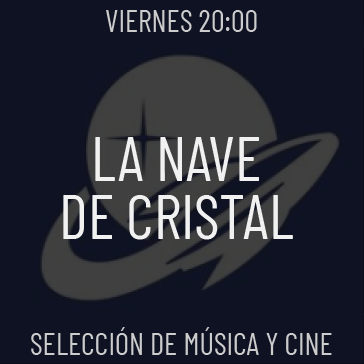 VIERNES 20:00
LA NAVE
DE CRISTAL
SELECCIÓN DE MÚSICA Y CINE